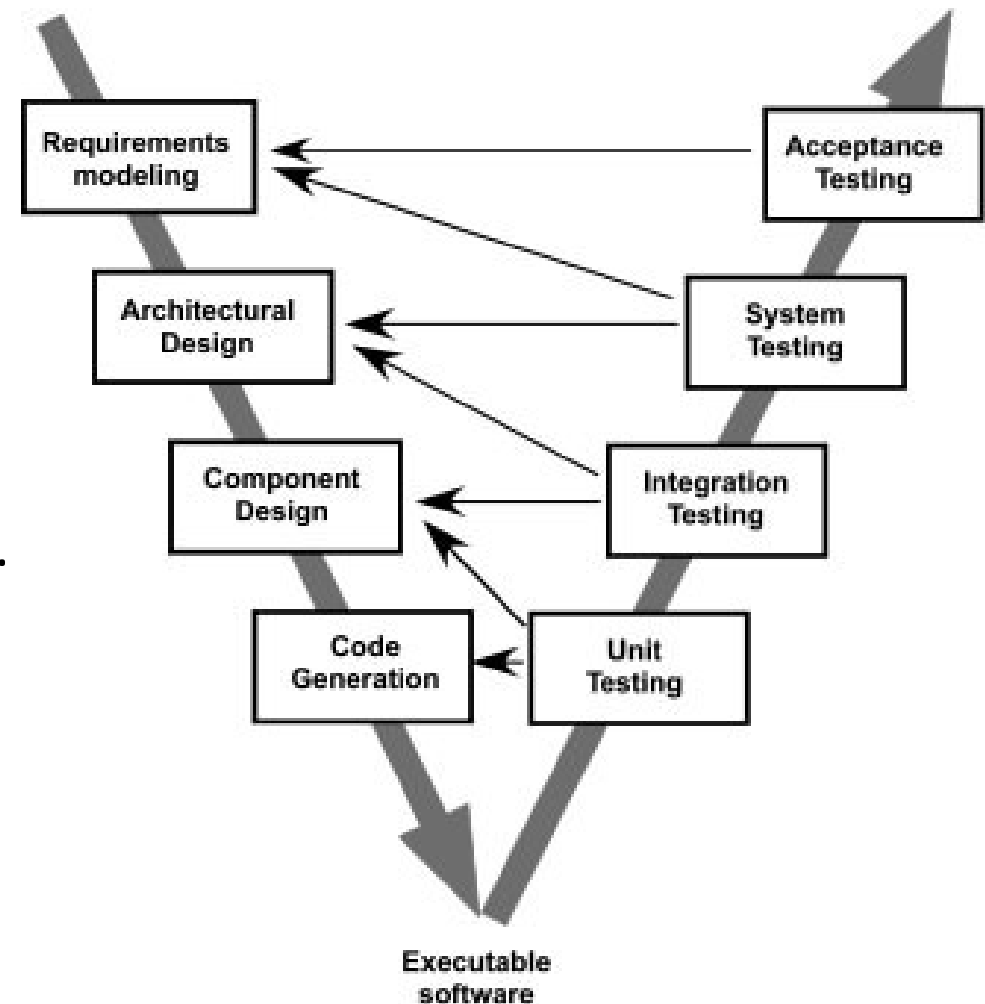 Requirements
modeling
Acceptance
Testing
Architectural
Design
System
Testing
Component
Design
Integration
Testing
Code
Generation
Unit
Testing
Executable
software